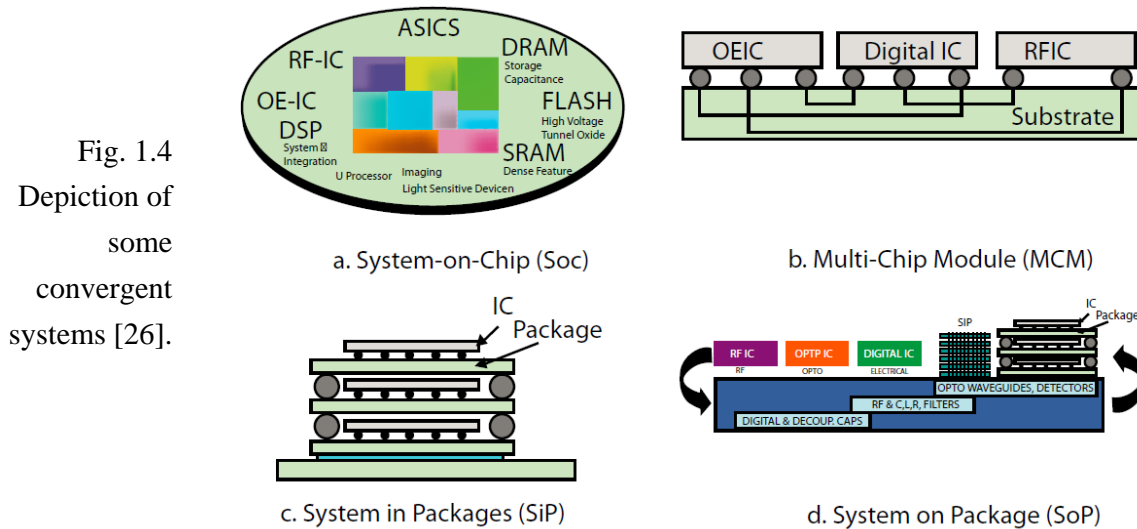 Fig. 1.4
Depiction of
some
convergent
systems [26].
ASICS
RF-IC
DRAM
Storage
Capacitance
OE-IC
FLASH
High Voltage
Tunnel Oxide
DSP
System
Integration
SRAM
Dense Feature
U Processor
Imaging
Light Sensitive Devicen
a. System-on-Chip (Soc)
OEIC
Digital IC
RFIC
Substrate
b. Multi-Chip Module (MCM)
IC
Package
c. System in Packages (SiP)
IC
Package
SIP
RF IC
OPTP IC
DIGITAL IC
RF
OPTO
ELECTRICAL
OPTO WAVEGUIDES, DETECTORS
RF & C,L,R, FILTERS
DIGITAL & DECOUP. CAPS
d. System on Package (SoP)